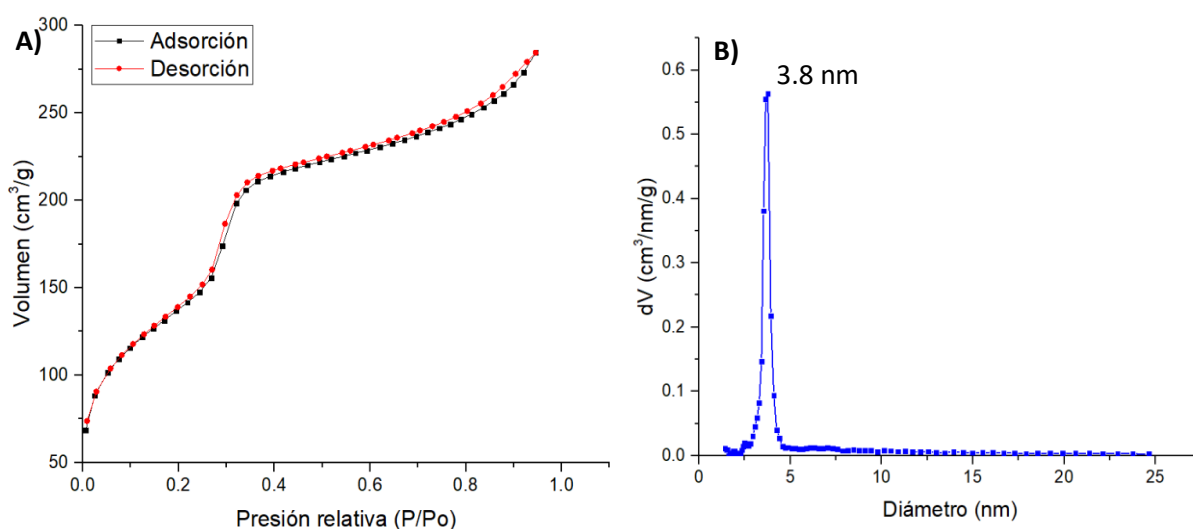 A)
Adsorción
Desorción
Volumen (cm³/g)
300
250
200
150
100
50
0.0 0.2 0.4 0.6 0.8 1.0
Presión relativa (P/Po)
B)
3.8 nm
dV (cm³/nm/g)
0.6
0.5
0.4
0.3
0.2
0.1
0.0
0 5 10 15 20 25
Diámetro (nm)